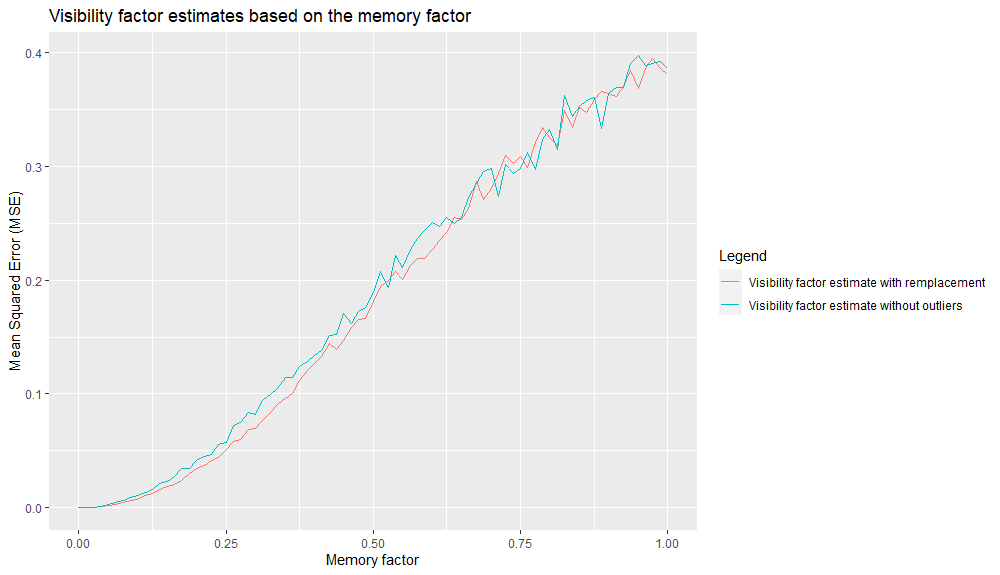 Visibility factor estimates based on the memory factor
Mean Squared Error (MSE)
0.4
0.3
0.2
0.1
0.0
0.00
0.25
0.50
0.75
1.00
Memory factor
Legend
Visibility factor estimate with remplacement
Visibility factor estimate without outliers